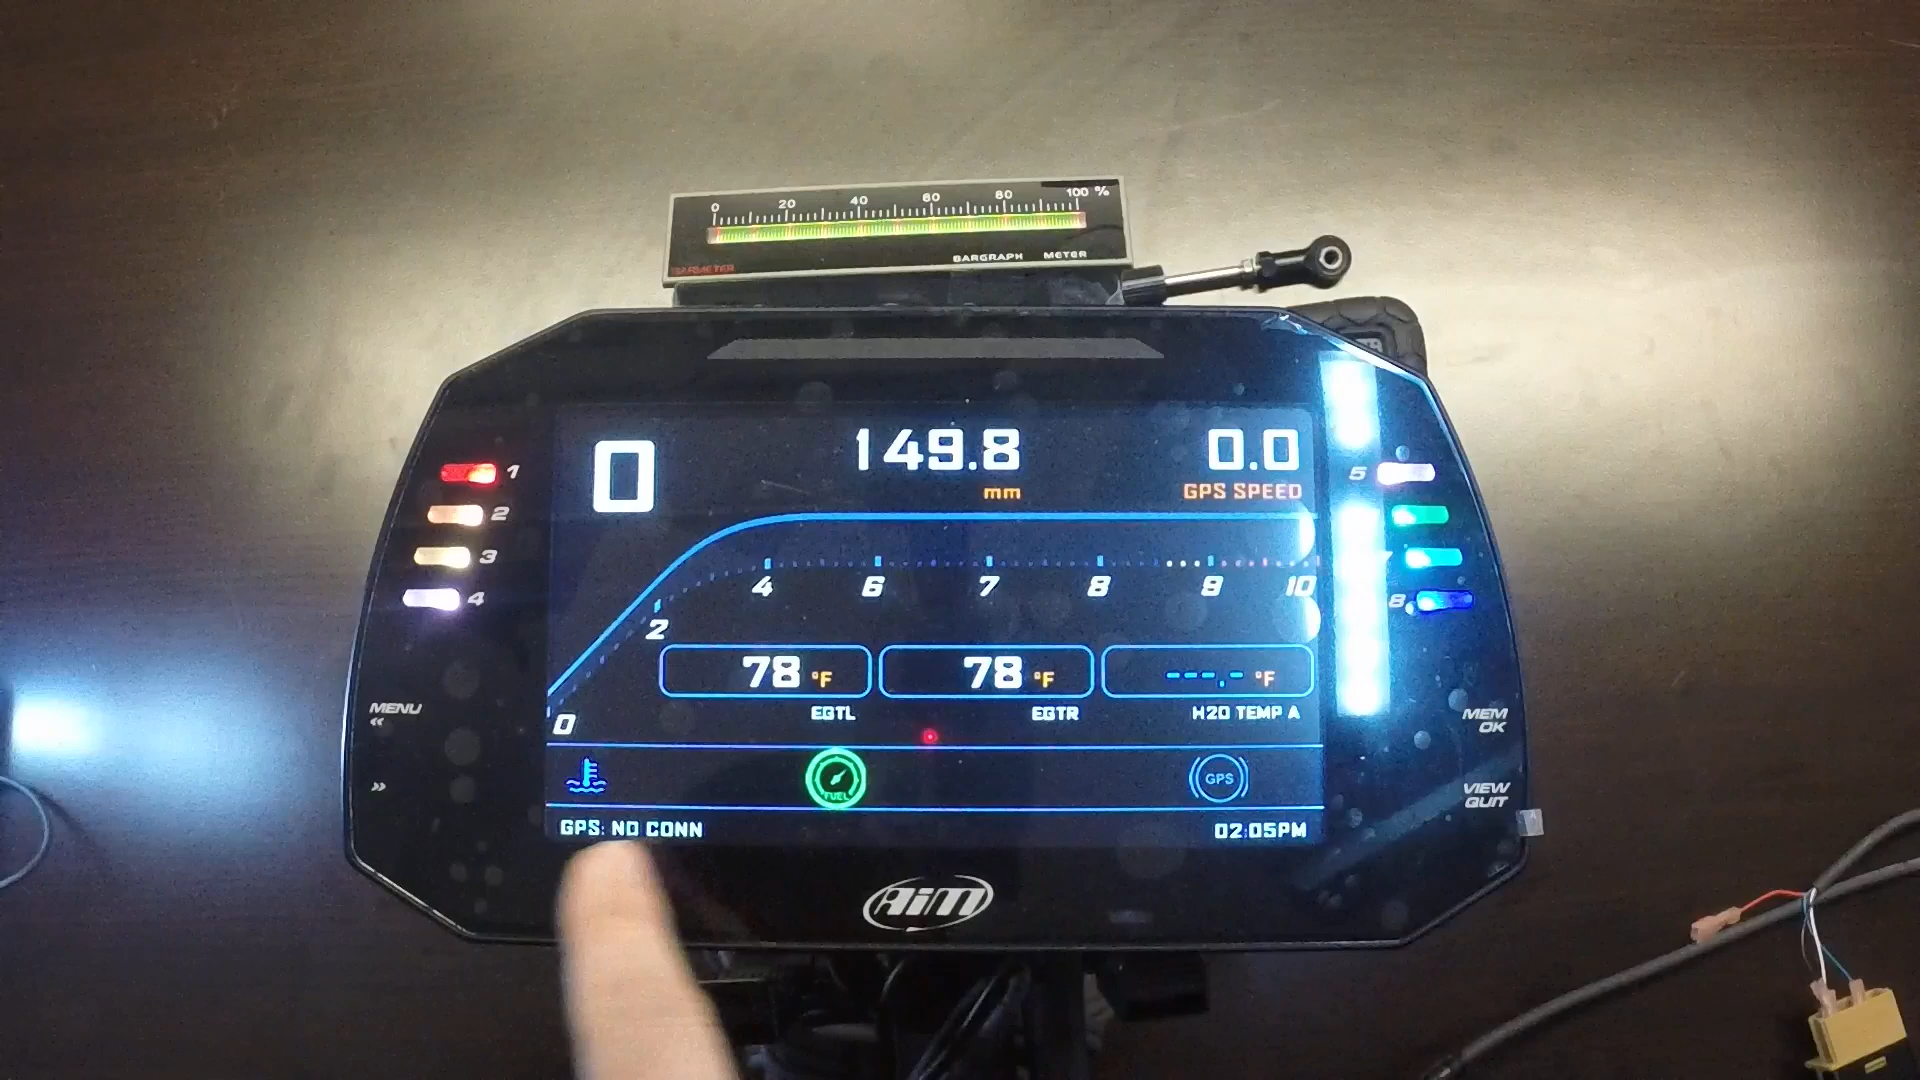 0 20 40 60 80 100 %
BARGRAPH METER
0
149.8
mm
0.0
GPS SPEED
1
2
3
4
5
8
0 2 4 6 7 8 9 10
78 °F
EGTL
78 °F
EGTR
---.- °F
H2O TEMP A
MENU
<<
>>
MEM
OK
VIEW
QUIT
FUEL
GPS
GPS: NO CONN
02:05PM
AiM